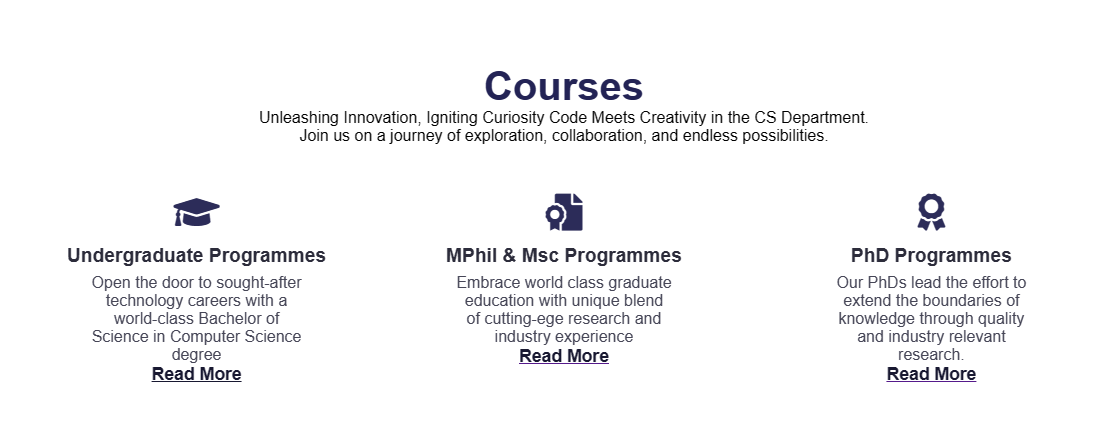 Courses
Unleashing Innovation, Igniting Curiosity Code Meets Creativity in the CS Department.
Join us on a journey of exploration, collaboration, and endless possibilities.
Undergraduate Programmes
Open the door to sought-after
technology careers with a
world-class Bachelor of
Science in Computer Science
degree
Read More
MPhil & Msc Programmes
Embrace world class graduate
education with unique blend
of cutting-ege research and
industry experience
Read More
PhD Programmes
Our PhDs lead the effort to
extend the boundaries of
knowledge through quality
and industry relevant
research.
Read More